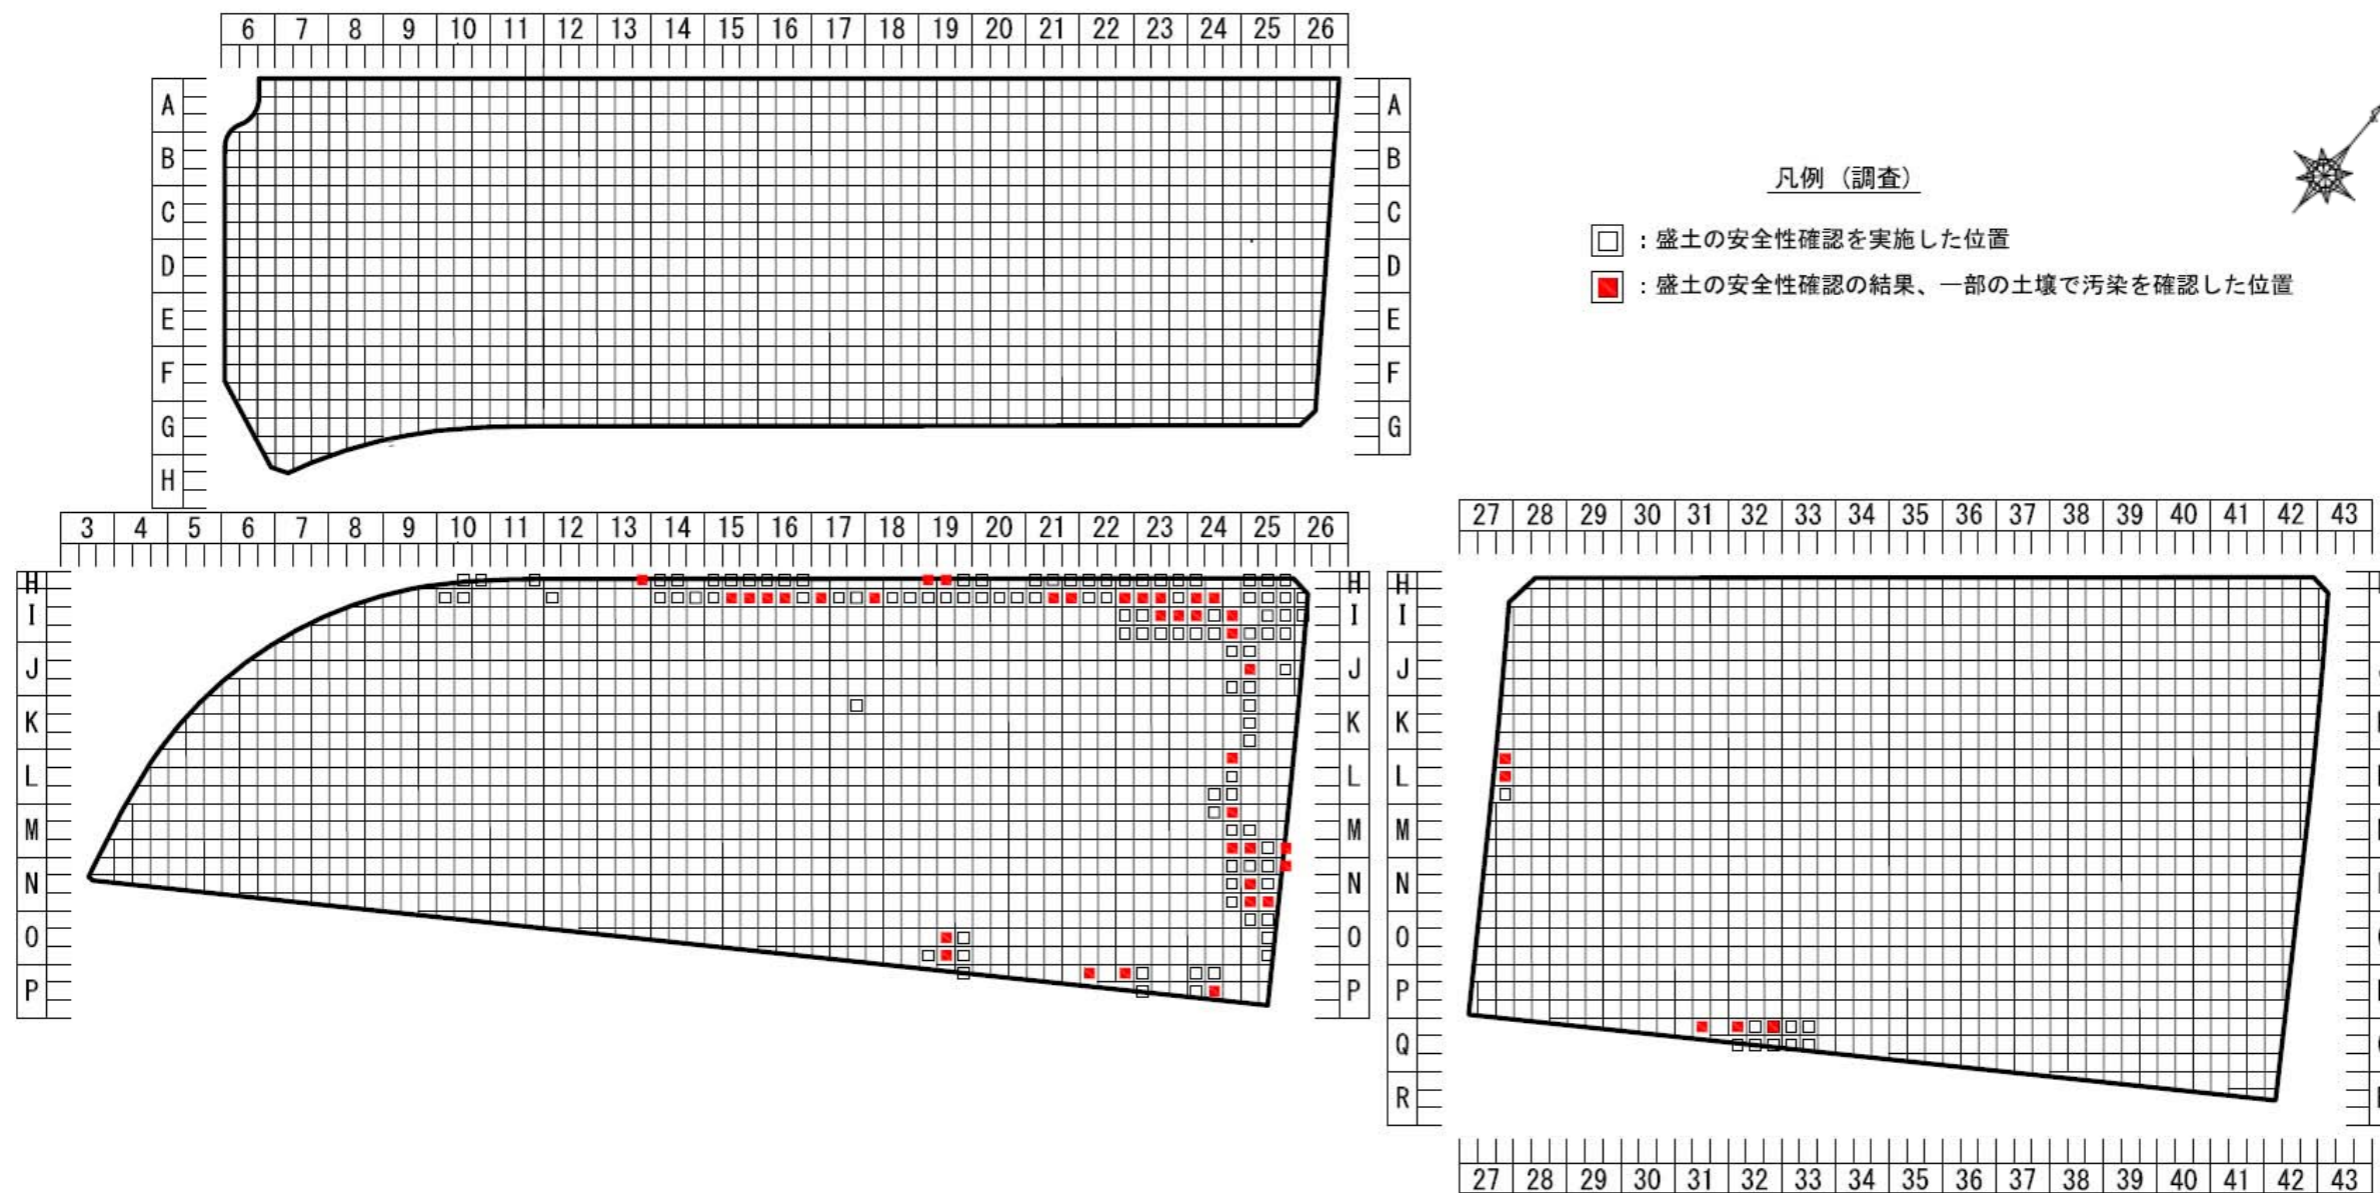 6 7 8 9 10 11 12 13 14 15 16 17 18 19 20 21 22 23 24 25 26
A A
B B
凡例（調査）
C C
□ ：盛土の安全性確認を実施した位置
D D
：盛土の安全性確認の結果、一部の土壌で汚染を確認した位置
E E
F F
G G
H
3 4 5 6 7 8 9 10 11 12 13 14 15 16 17 18 19 20 21 22 23 24 25 26
27 28 29 30 31 32 33 34 35 36 37 38 39 40 41 42 43
H H H
I I I
J J J
K K K
L L L
M M M
N N N
O O O
P P P
Q
R
27 28 29 30 31 32 33 34 35 36 37 38 39 40 41 42 43